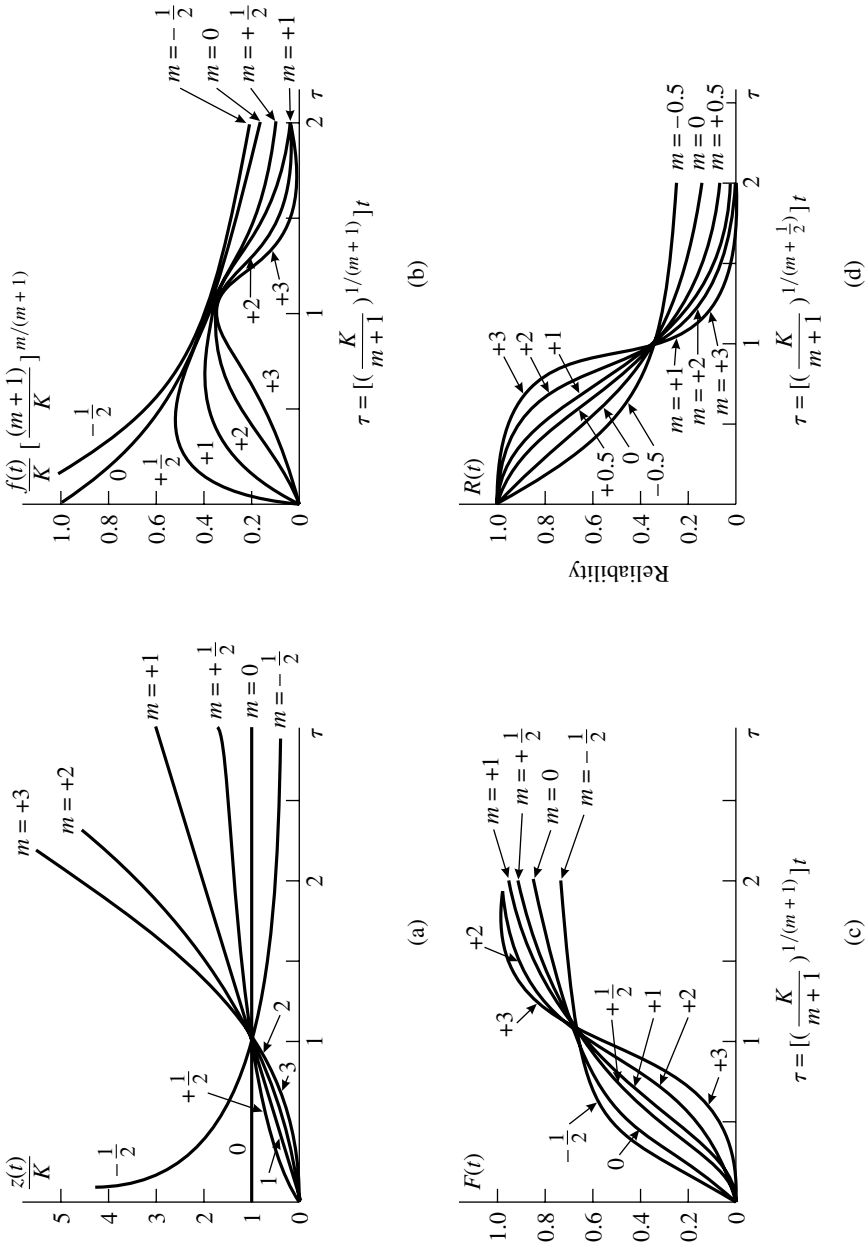 z(t)/K
5
4
3
2
1
0
1
2
τ
m = +3
m = +2
m = +1
m = +1/2
m = 0
m = −1/2
−1/2
+1/2
0
1
2
3
(a)
f(t)/K [(m + 1)/K]^m/(m + 1)
1.0
0.8
0.6
0.4
0.2
0
1
2
τ
m = −1/2
m = 0
m = +1/2
m = +1
−1/2
0
+1/2
+1
+2
+3
+2
+3
τ = [(K/m + 1)^1/(m + 1)]t
(b)
F(t)
1.0
0.8
0.6
0.4
0.2
0
1
2
τ
+2
+3
m = +1
m = +1/2
m = 0
m = −1/2
−1/2
0
+1/2
+1
+2
+3
τ = [(K/m + 1)^1/(m + 1)]t
(c)
Reliability
R(t)
1.0
0.8
0.6
0.4
0.2
0
1
2
τ
+3
+2
+1
+0.5
0
−0.5
m = +1
m = +2
m = +3
m = −0.5
m = 0
m = +0.5
τ = [(K/m + 1)^1/(m + 1/2)]t
(d)